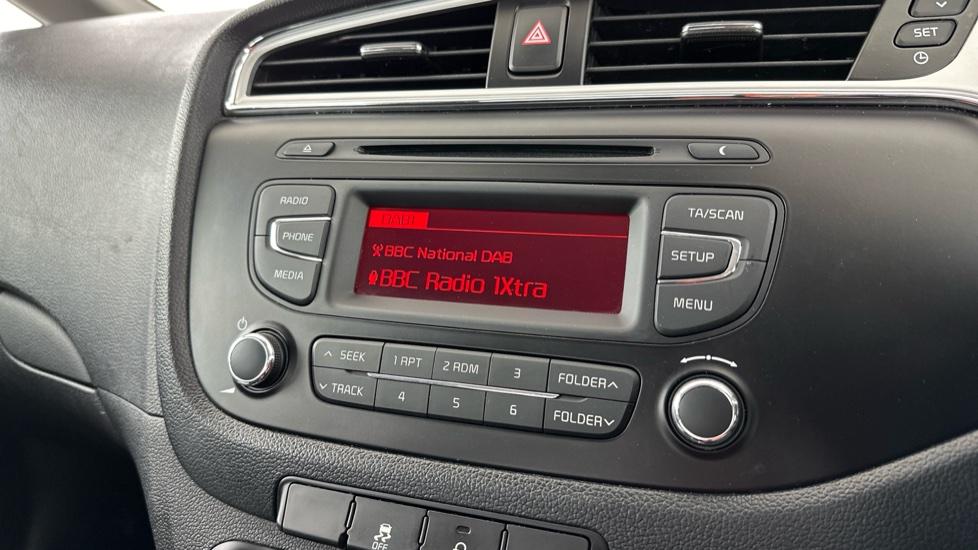 SET
RADIO
PHONE
MEDIA
DAB1
BBC National DAB
BBC Radio 1Xtra
TA/SCAN
SETUP
MENU
SEEK
TRACK
1 RPT
2 RDM
3
4
5
6
FOLDER
FOLDER
OFF